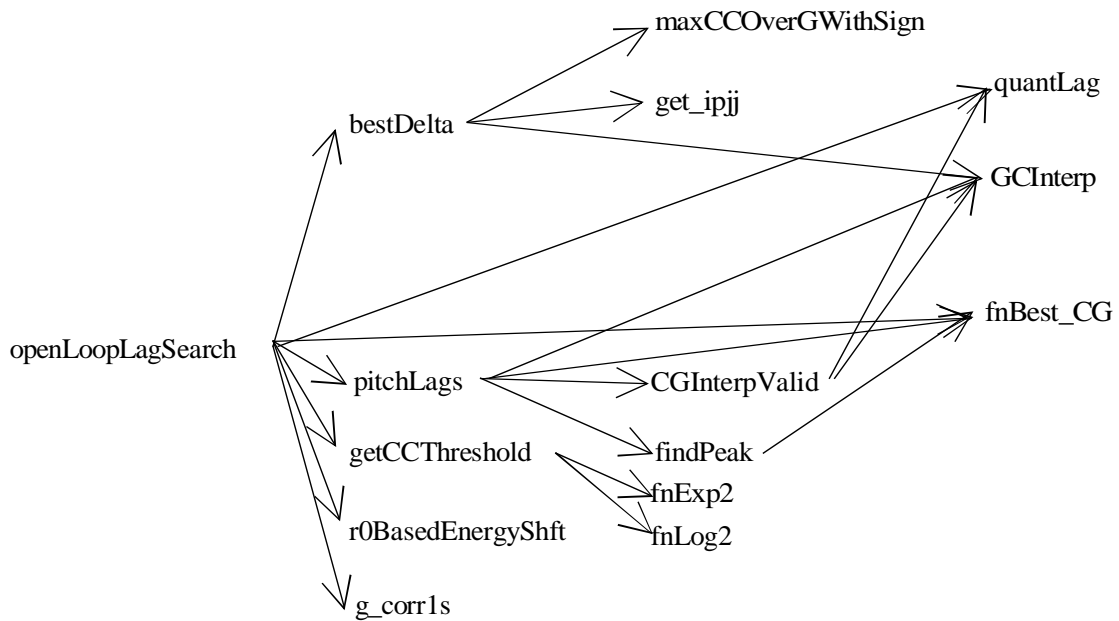 maxCCOverGWithSign
quantLag
get_ipjj
bestDelta
GCInterp
fnBest_CG
openLoopLagSearch
pitchLags
CGInterpValid
getCCThreshold
findPeak
fnExp2
r0BasedEnergyShft
fnLog2
g_corr1s